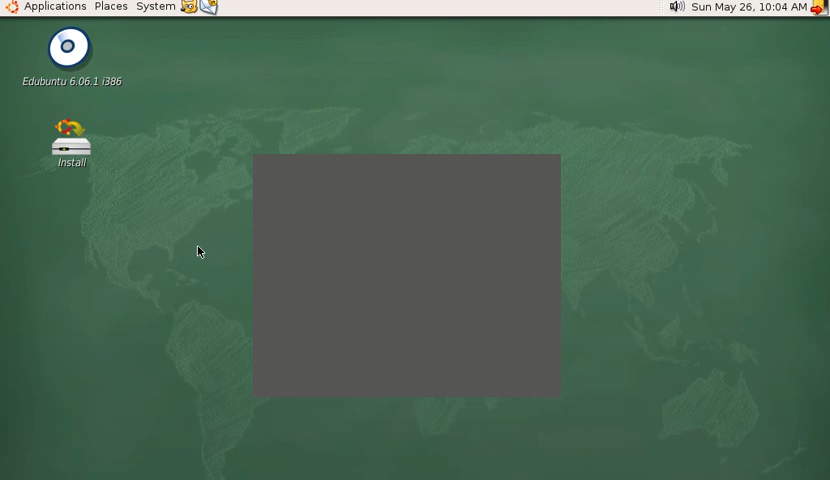 Applications Places System Sun May 26, 10:04 AM
Edubuntu 6.06.1 i386
Install